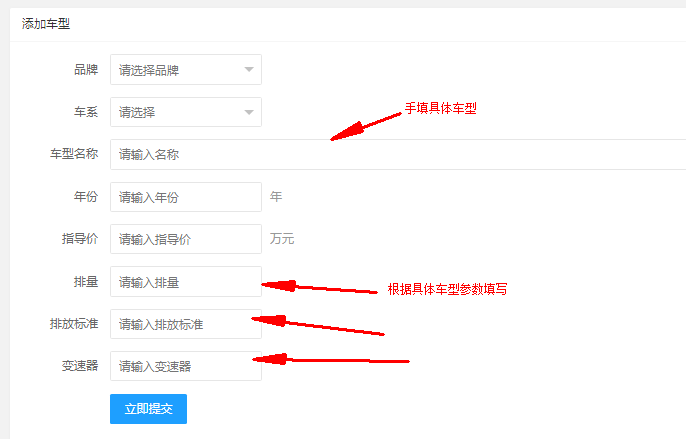 添加车型
品牌 请选择品牌
车系 请选择
手填具体车型
车型名称 请输入名称
年份 请输入年份 年
指导价 请输入指导价 万元
排量 请输入排量 根据具体车型参数填写
排放标准 请输入排放标准
变速器 请输入变速器
立即提交